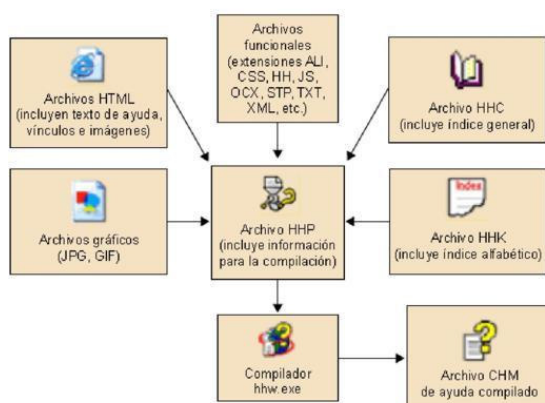 Archivos
funcionales
(extensiones ALI,
CSS, HH, JS,
OCX, STP, TXT,
XML, etc.)
Archivos HTML
(incluyen texto de ayuda,
vínculos e imágenes)
Archivo HHC
(incluye índice general)
Archivos gráficos
(JPG, GIF)
Archivo HHP
(incluye información
para la compilación)
Index
Archivo HHK
(incluye índice alfabético)
Compilador
hhw.exe
Archivo CHM
de ayuda compilado